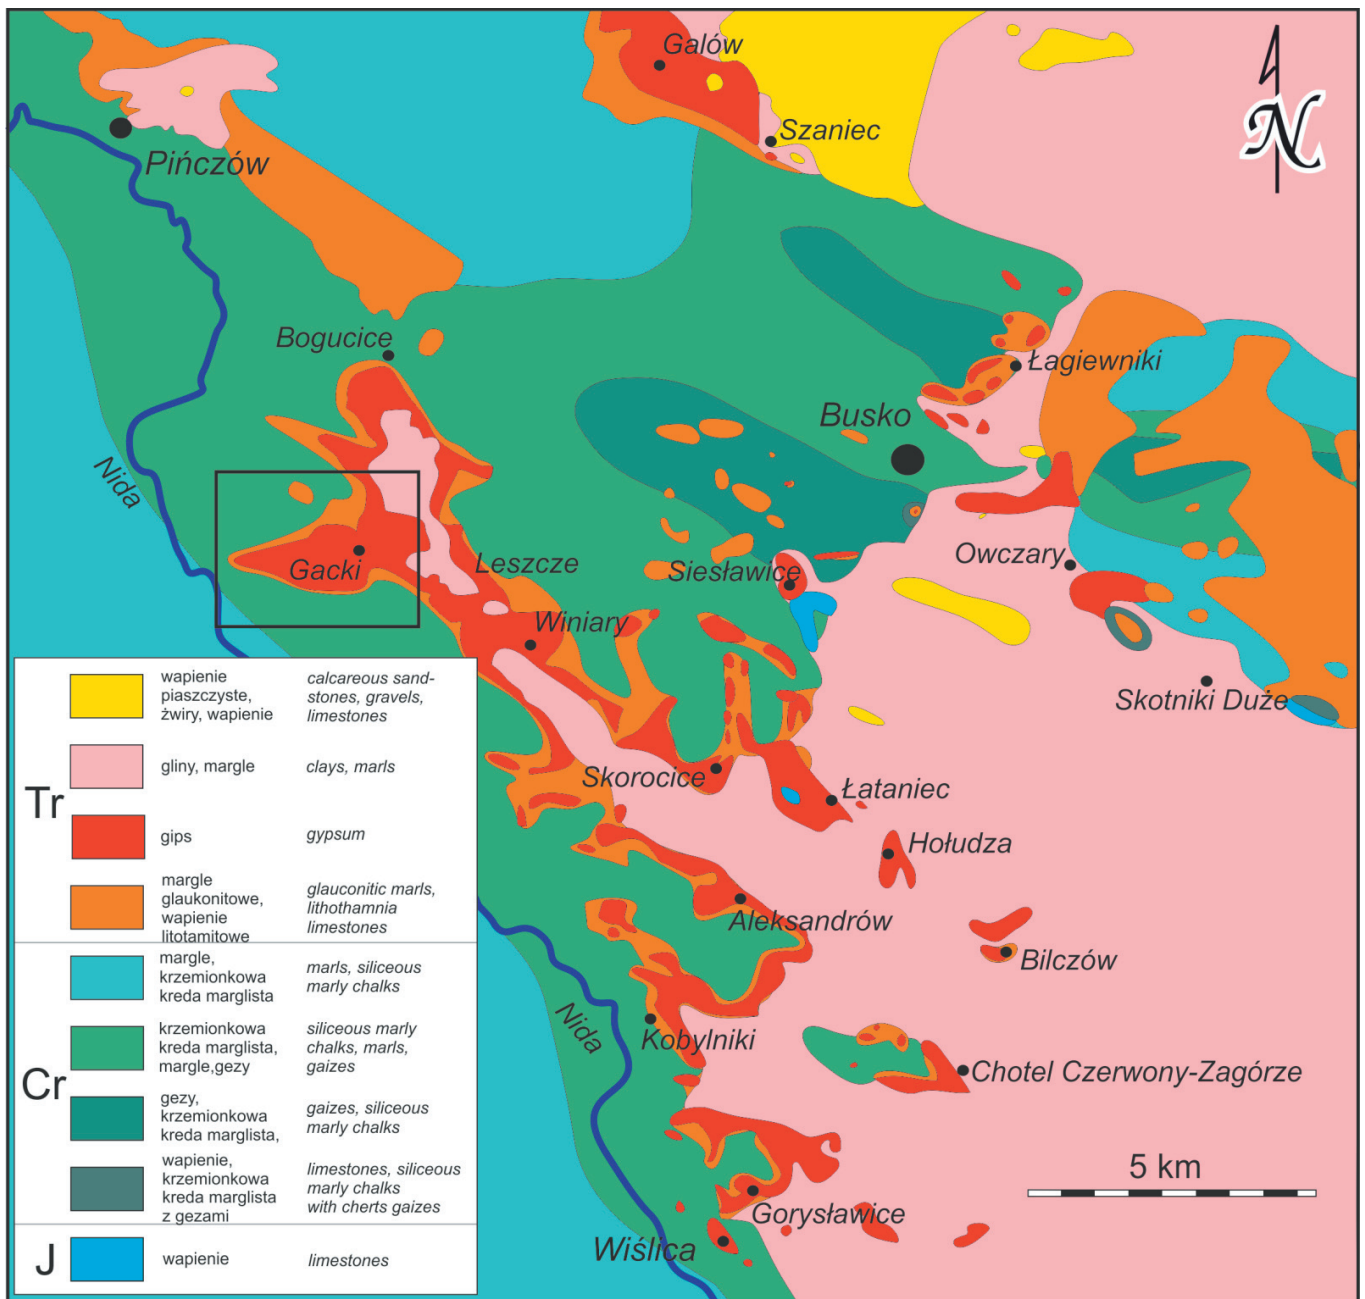 Galów
Szaniec
N
Pińczów
Bogucice
Łagiewniki
Busko
Nida
Owczary
Gacki
Leszcze
Siesławice
Winiary
Skotniki Duże
Skorocice
Łataniec
Hołudza
Aleksandrów
Bilczów
Nida
Kobylniki
Chotel Czerwony-Zagórze
5 km
Gorysławice
Wiślica
Tr
wapienie
piaszczyste,
żwiry, wapienie
calcareous sand-
stones, gravels,
limestones
gliny, margle
clays, marls
gips
gypsum
margle
glaukonitowe,
wapienie
litotamitowe
glauconitic marls,
lithothamnia
limestones
Cr
margle,
krzemionkowa
kreda marglista
marls, siliceous
marly chalks
krzemionkowa
kreda marglista,
margle,gezy
siliceous marly
chalks, marls,
gaizes
gezy,
krzemionkowa
kreda marglista,
gaizes, siliceous
marly chalks
wapienie,
krzemionkowa
kreda marglista
z gezami
limestones, siliceous
marly chalks
with cherts gaizes
J
wapienie
limestones